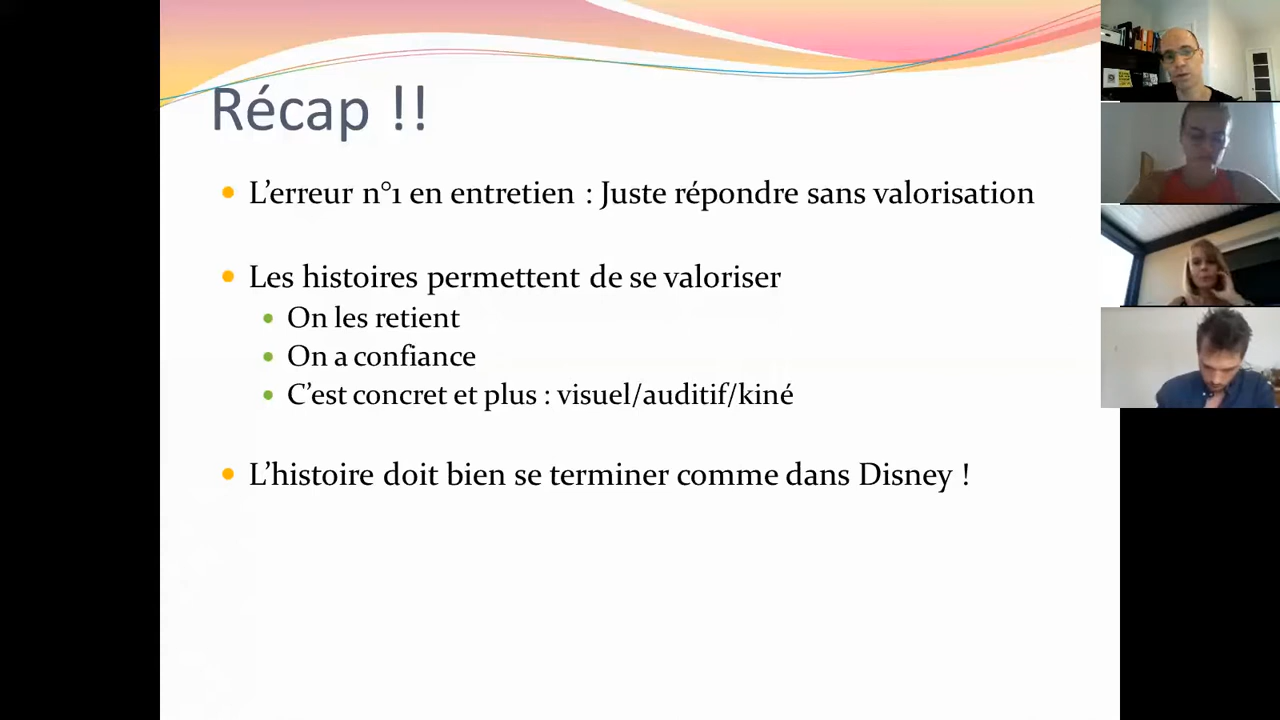 Récap !!
L’erreur n°1 en entretien : Juste répondre sans valorisation
Les histoires permettent de se valoriser
On les retient
On a confiance
C’est concret et plus : visuel/auditif/kiné
L’histoire doit bien se terminer comme dans Disney !